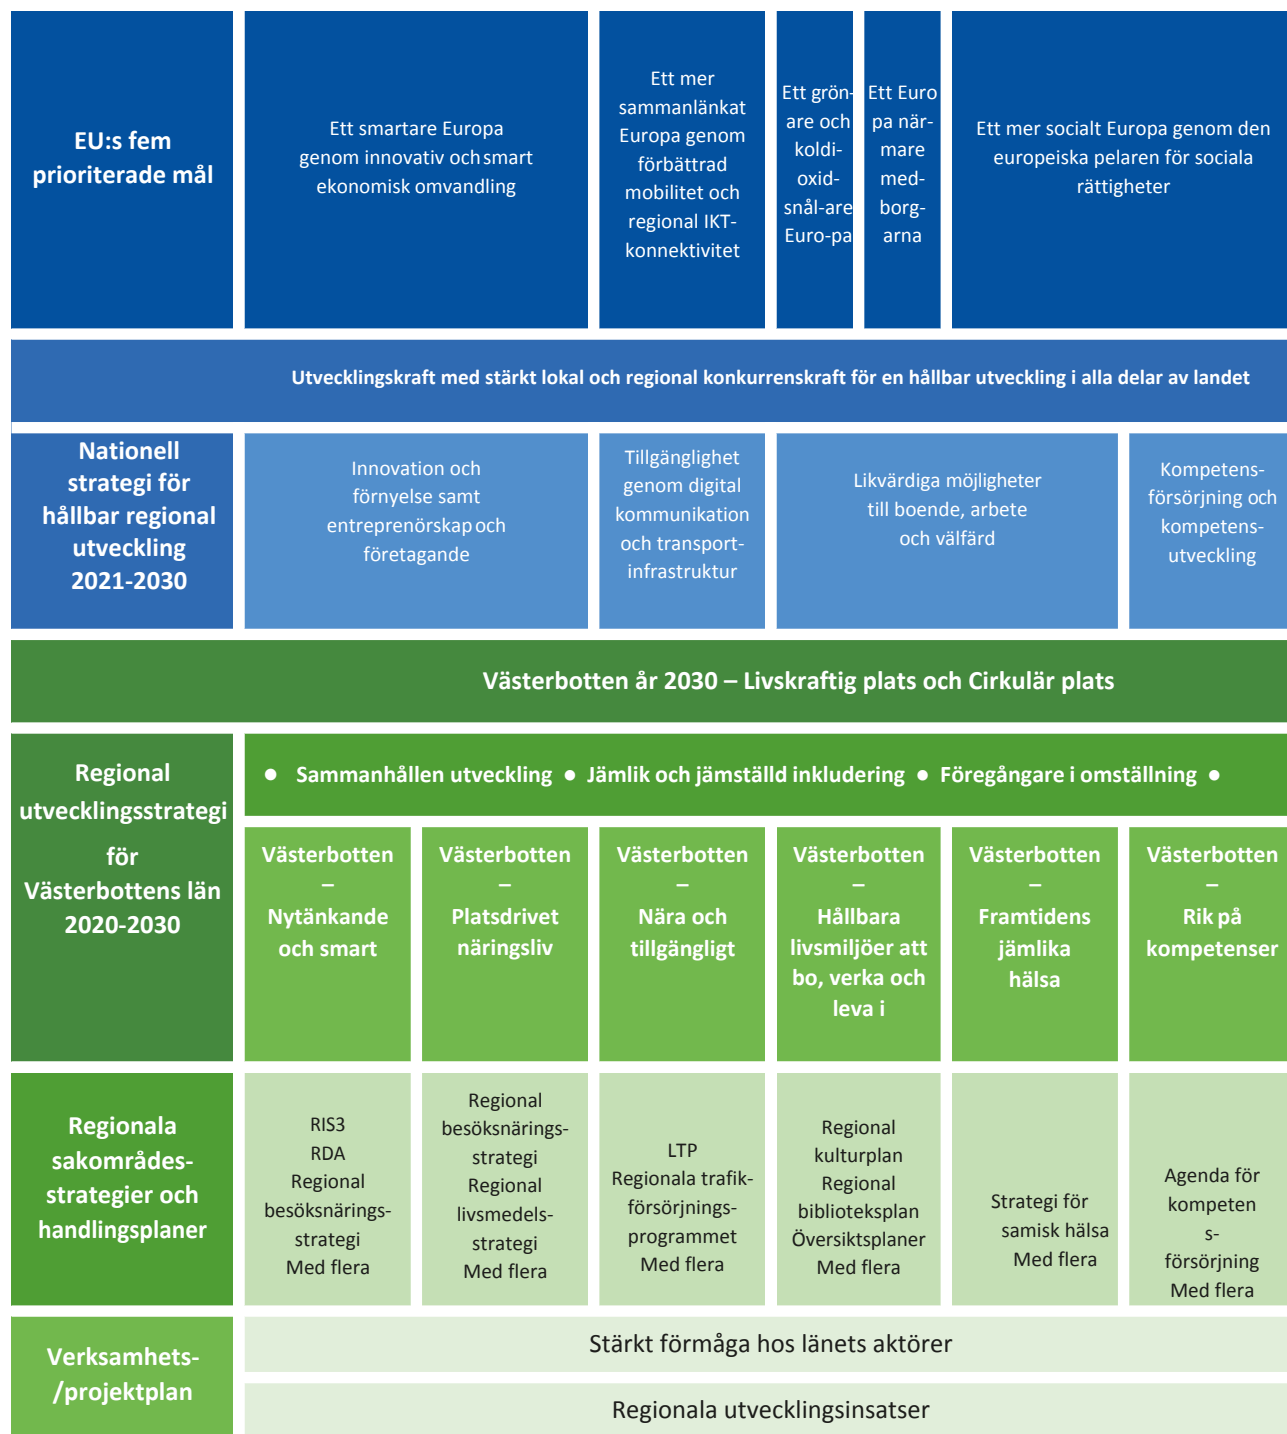 EU:s fem
prioriterade mål
Ett smartare Europa
genom innovativ och smart
ekonomisk omvandling
Ett mer
sammanlänkat
Europa genom
förbättrad
mobilitet och
regional IKT-
konnektivitet
Ett grön-
are och
koldi-
oxid-
snål-are
Euro-pa
Ett Euro
pa när-
mare
med-
borg-
arna
Ett mer socialt Europa genom den
europeiska pelaren för sociala
rättigheter
Utvecklingskraft med stärkt lokal och regional konkurrenskraft för en hållbar utveckling i alla delar av landet
Nationell
strategi för
hållbar regional
utveckling
2021-2030
Innovation och
förnyelse samt
entreprenörskap och
företagande
Tillgänglighet
genom digital
kommunikation
och transport-
infrastruktur
Likvärdiga möjligheter
till boende, arbete
och välfärd
Kompetens-
försörjning och
kompetens-
utveckling
Västerbotten år 2030 – Livskraftig plats och Cirkulär plats
Regional
utvecklingsstrategi
för
Västerbottens län
2020-2030
● Sammanhållen utveckling ● Jämlik och jämställd inkludering ● Föregångare i omställning ●
Västerbotten
–
Nytänkande
och smart
Västerbotten
–
Platsdrivet
näringsliv
Västerbotten
–
Nära och
tillgängligt
Västerbotten
–
Hållbara
livsmiljöer att
bo, verka och
leva i
Västerbotten
–
Framtidens
jämlika
hälsa
Västerbotten
–
Rik på
kompetenser
Regionala
sakområdes-
strategier och
handlingsplaner
RIS3
RDA
Regional
besöksnärings-
strategi
Med flera
Regional
besöksnärings-
strategi
Regional
livsmedels-
strategi
Med flera
LTP
Regionala trafik-
försörjnings-
programmet
Med flera
Regional
kulturplan
Regional
biblioteksplan
Översiktsplaner
Med flera
Strategi för
samisk hälsa
Med flera
Agenda för
kompeten
s-
försörjning
Med flera
Verksamhets-
/projektplan
Stärkt förmåga hos länets aktörer
Regionala utvecklingsinsatser